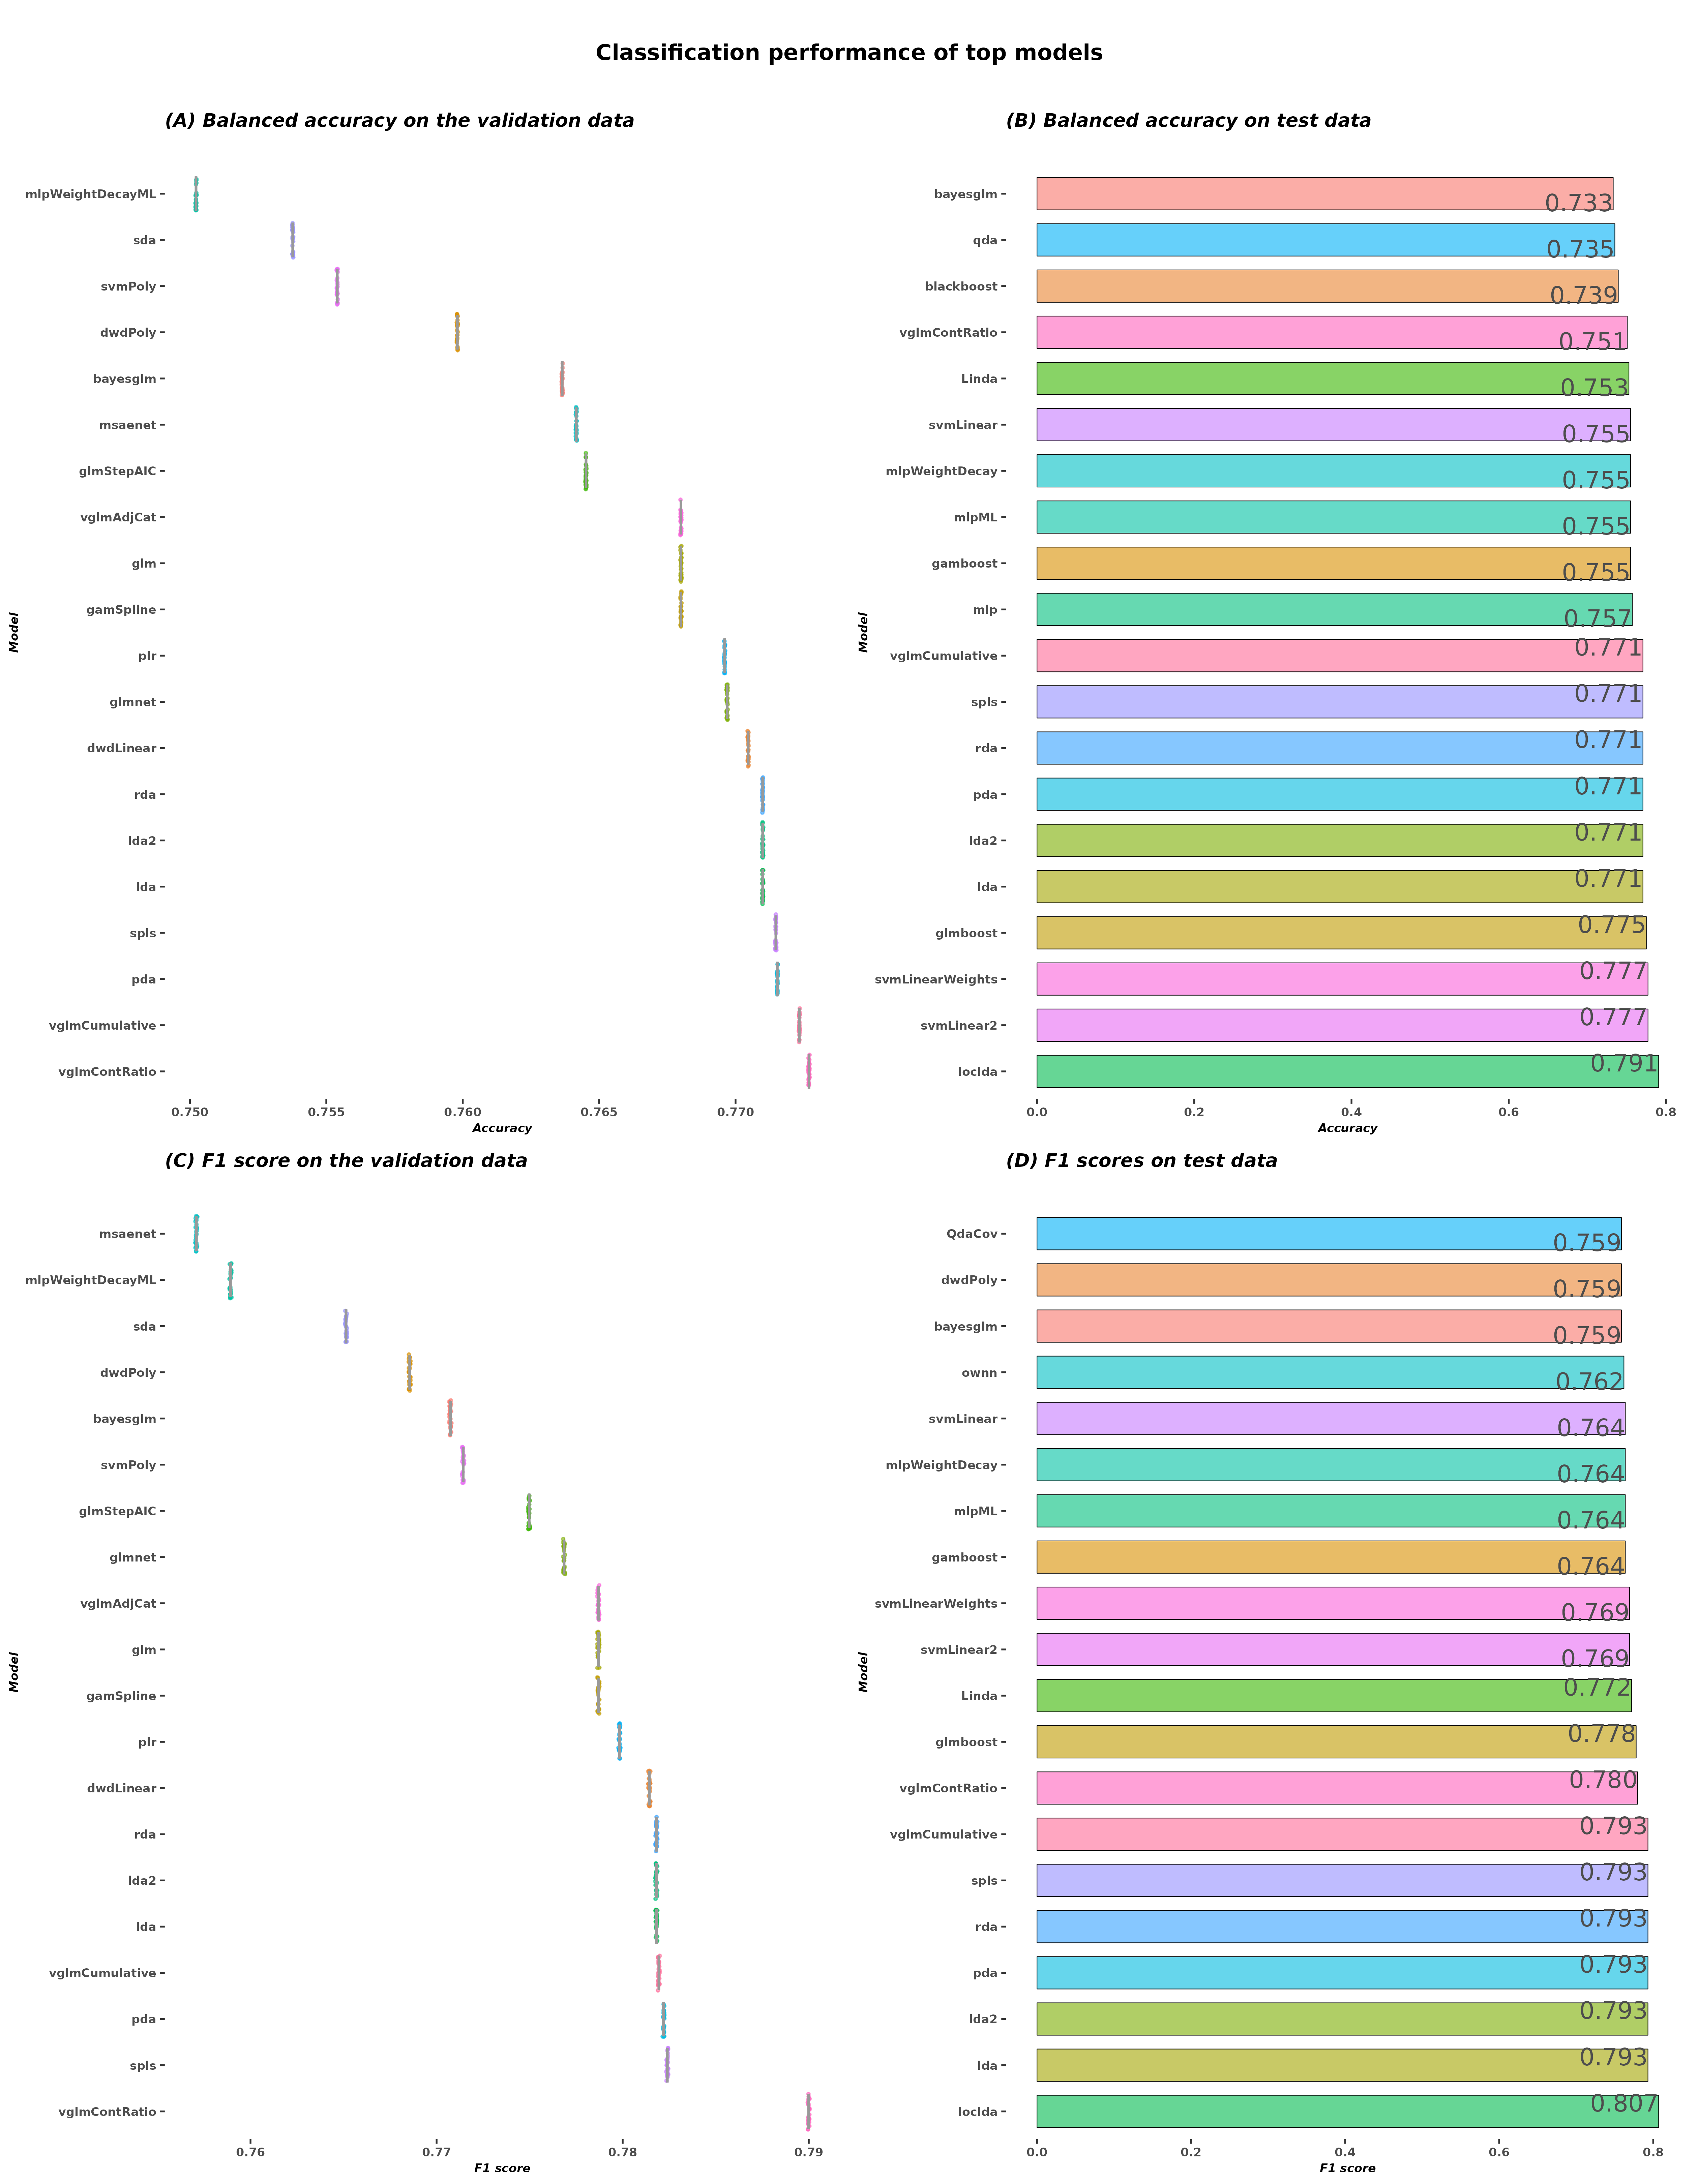 Classification performance of top models
(A) Balanced accuracy on the validation data
mlpWeightDecayML
sda
svmPoly
dwdPoly
bayesglm
msaenet
glmStepAIC
vglmAdjCat
glm
gamSpline
plr
glmnet
dwdLinear
rda
lda2
lda
spls
pda
vglmCumulative
vglmContRatio
Model
0.750 0.755 0.760 0.765 0.770
Accuracy
(B) Balanced accuracy on test data
bayesglm 0.733
qda 0.735
blackboost 0.739
vglmContRatio 0.751
Linda 0.753
svmLinear 0.755
mlpWeightDecay 0.755
mlpML 0.755
gamboost 0.755
mlp 0.757
vglmCumulative 0.771
spls 0.771
rda 0.771
pda 0.771
lda2 0.771
lda 0.771
glmboost 0.775
svmLinearWeights 0.777
svmLinear2 0.777
loclda 0.791
Model
0.0 0.2 0.4 0.6 0.8
Accuracy
(C) F1 score on the validation data
msaenet
mlpWeightDecayML
sda
dwdPoly
bayesglm
svmPoly
glmStepAIC
glmnet
vglmAdjCat
glm
gamSpline
plr
dwdLinear
rda
lda2
lda
vglmCumulative
pda
spls
vglmContRatio
Model
0.76 0.77 0.78 0.79
F1 score
(D) F1 scores on test data
QdaCov 0.759
dwdPoly 0.759
bayesglm 0.759
ownn 0.762
svmLinear 0.764
mlpWeightDecay 0.764
mlpML 0.764
gamboost 0.764
svmLinearWeights 0.769
svmLinear2 0.769
Linda 0.772
glmboost 0.778
vglmContRatio 0.780
vglmCumulative 0.793
spls 0.793
rda 0.793
pda 0.793
lda2 0.793
lda 0.793
loclda 0.807
Model
0.0 0.2 0.4 0.6 0.8
F1 score